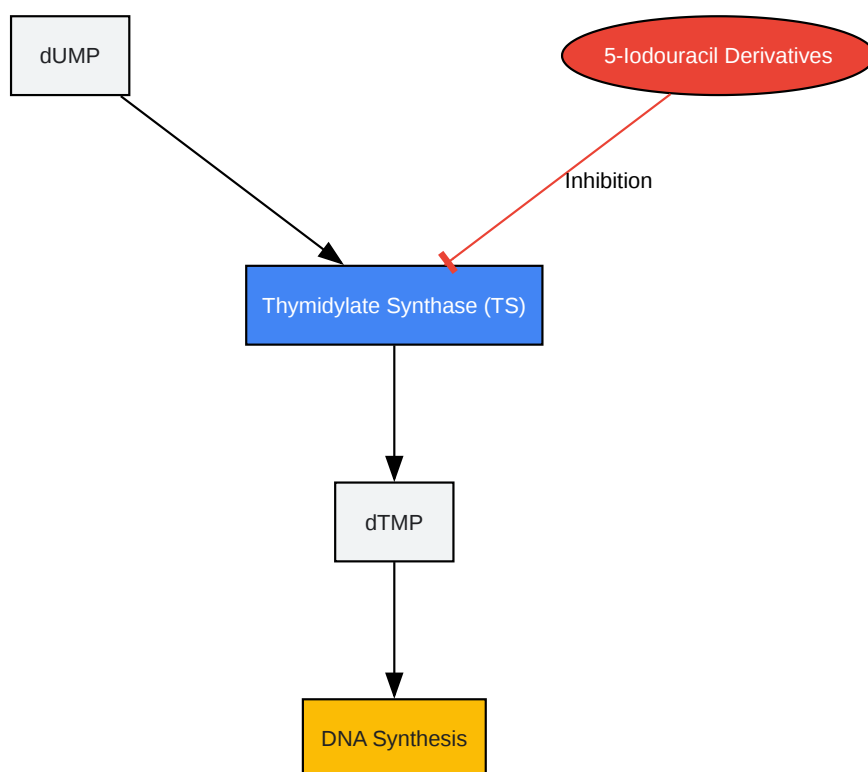 dUMP
5-Iodouracil Derivatives
Inhibition
Thymidylate Synthase (TS)
dTMP
DNA Synthesis